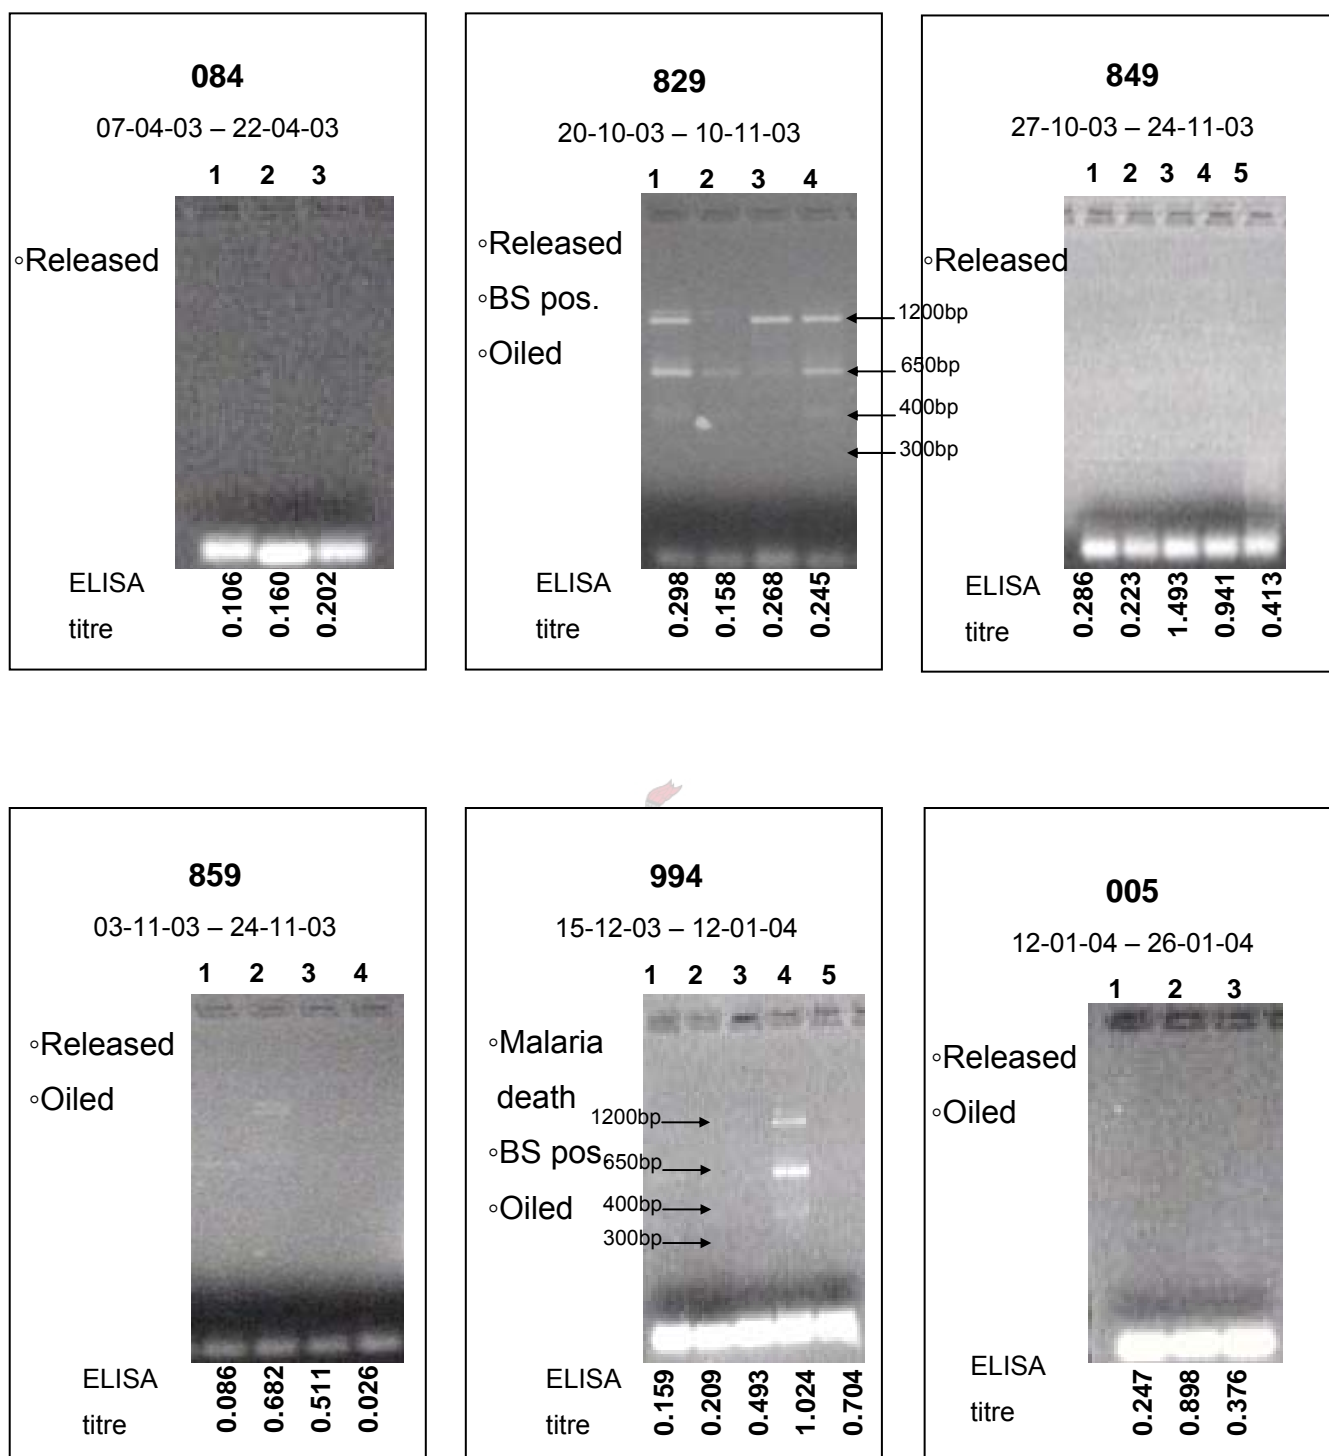 084
07-04-03 – 22-04-03
1 2 3
◦Released
ELISA
titre
0.106 0.160 0.202
829
20-10-03 – 10-11-03
1 2 3 4
◦Released
◦BS pos.
◦Oiled
1200bp
650bp
400bp
300bp
ELISA
titre
0.298 0.158 0.268 0.245
849
27-10-03 – 24-11-03
1 2 3 4 5
◦Released
ELISA
titre
0.286 0.223 1.493 0.941 0.413
859
03-11-03 – 24-11-03
1 2 3 4
◦Released
◦Oiled
ELISA
titre
0.086 0.682 0.511 0.026
994
15-12-03 – 12-01-04
1 2 3 4 5
◦Malaria
death
◦BS pos
◦Oiled
1200bp
650bp
400bp
300bp
ELISA
titre
0.159 0.209 0.493 1.024 0.704
005
12-01-04 – 26-01-04
1 2 3
◦Released
◦Oiled
ELISA
titre
0.247 0.898 0.376